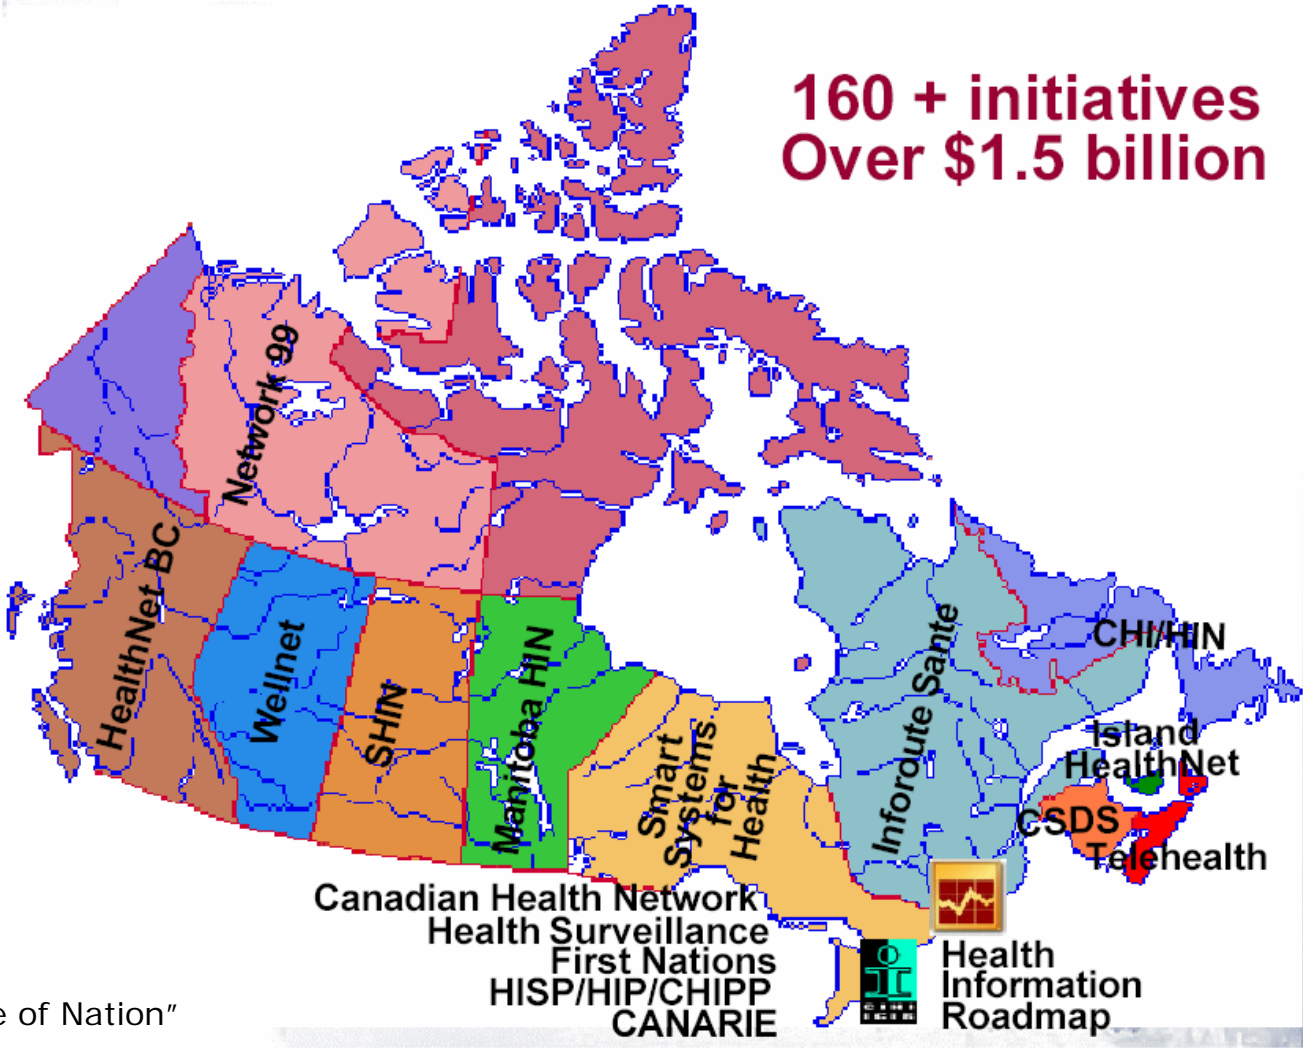 160 + initiatives
Over $1.5 billion
Network 99
HealthNet BC
Wellnet
SHIN
Manitoba HIN
Smart
Systems
for
Health
Inforoute Sante
CHI/HIN
Island
HealthNet
CSDS
Telehealth
Canadian Health Network
Health Surveillance
First Nations
HISP/HIP/CHIPP
CANARIE
Health
Information
Roadmap
of Nation”